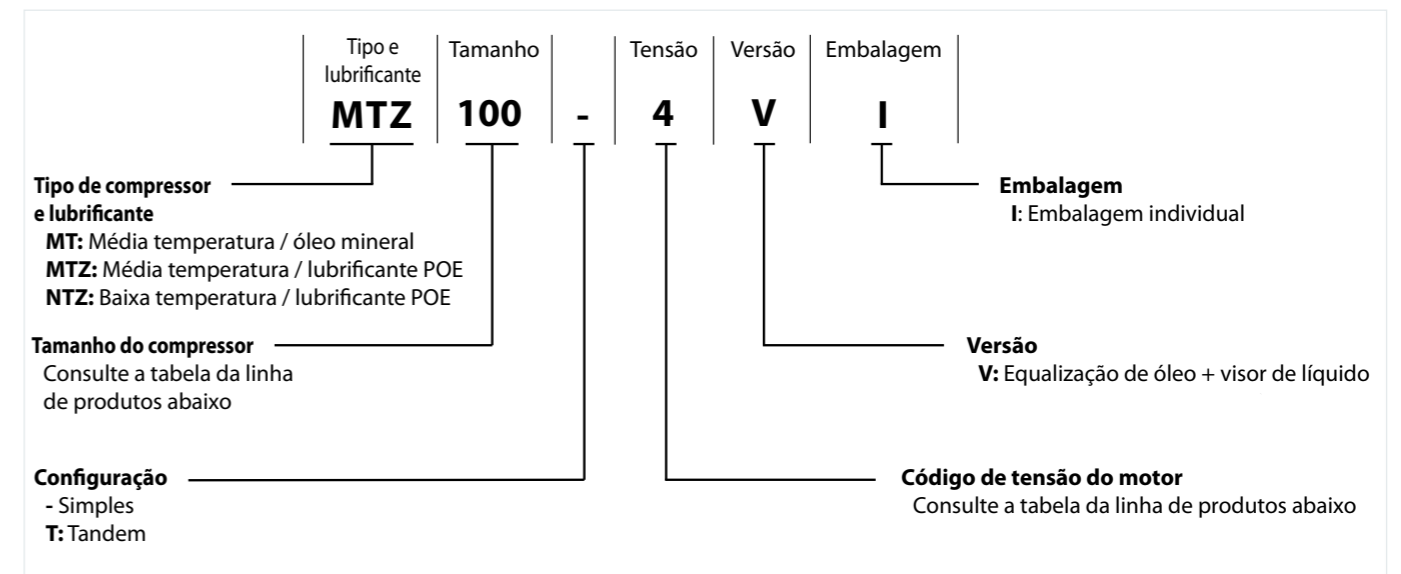 Tipo e
lubrificante
Tamanho
Tensão
Versão
Embalagem
MTZ
100
-
4
V
I
Tipo de compressor
e lubrificante
MT: Média temperatura / óleo mineral
MTZ: Média temperatura / lubrificante POE
NTZ: Baixa temperatura / lubrificante POE
Embalagem
I: Embalagem individual
Tamanho do compressor
Consulte a tabela da linha
de produtos abaixo
Versão
V: Equalização de óleo + visor de líquido
Configuração
- Simples
T: Tandem
Código de tensão do motor
Consulte a tabela da linha de produtos abaixo